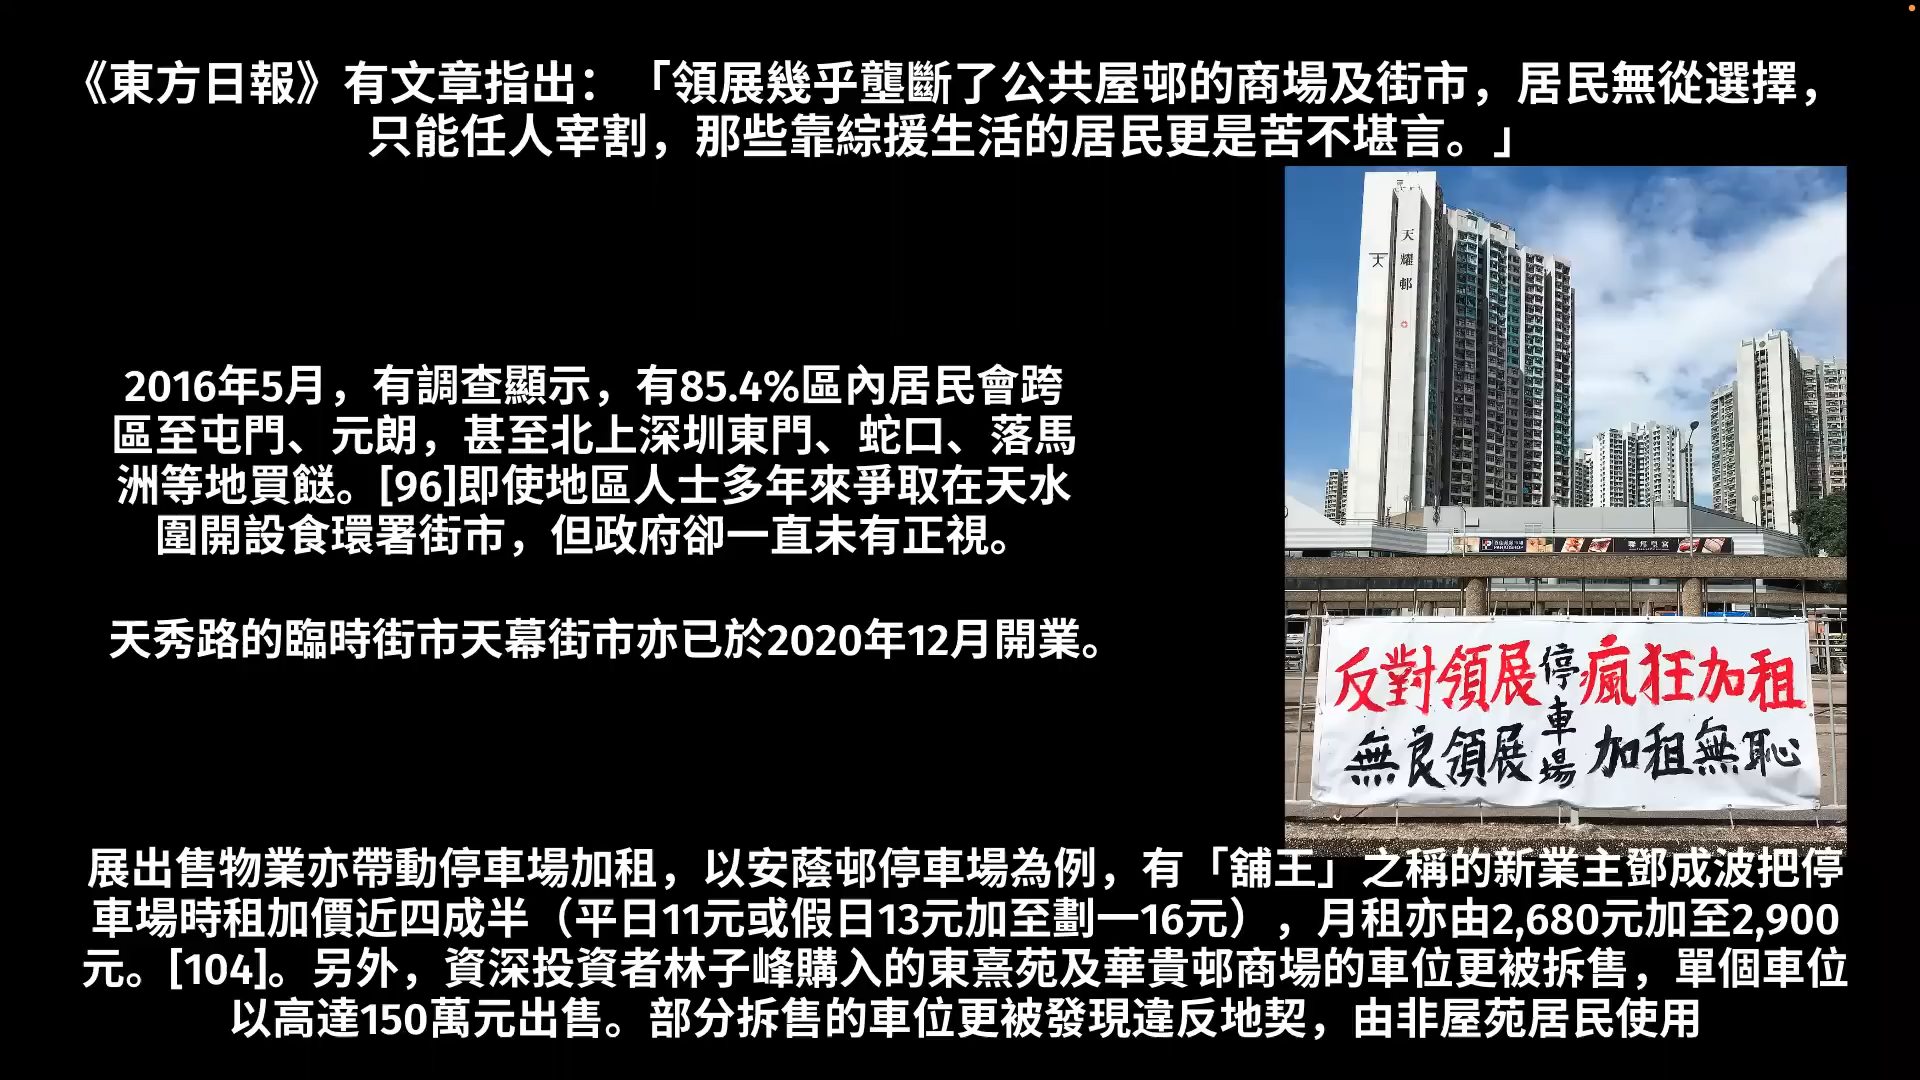 《東方日報》有文章指出：「領展幾乎壟斷了公共屋邨的商場及街市，居民無從選擇，
只能任人宰割，那些靠綜援生活的居民更是苦不堪言。」
天耀邨
2016年5月，有調查顯示，有85.4%區內居民會跨
區至屯門、元朗，甚至北上深圳東門、蛇口、落馬
洲等地買餸。[96]即使地區人士多年來爭取在天水
圍開設食環署街市，但政府卻一直未有正視。
PARKnSHOP
天秀路的臨時街市天幕街市亦已於2020年12月開業。
反對領展停車場瘋狂加租
無良領展加租無恥
展出售物業亦帶動停車場加租，以安蔭邨停車場為例，有「舖王」之稱的新業主鄧成波把停
車場時租加價近四成半（平日11元或假日13元加至劃一16元），月租亦由2,680元加至2,900
元。[104]。另外，資深投資者林子峰購入的東熹苑及華貴邨商場的車位更被拆售，單個車位
以高達150萬元出售。部分拆售的車位更被發現違反地契，由非屋苑居民使用